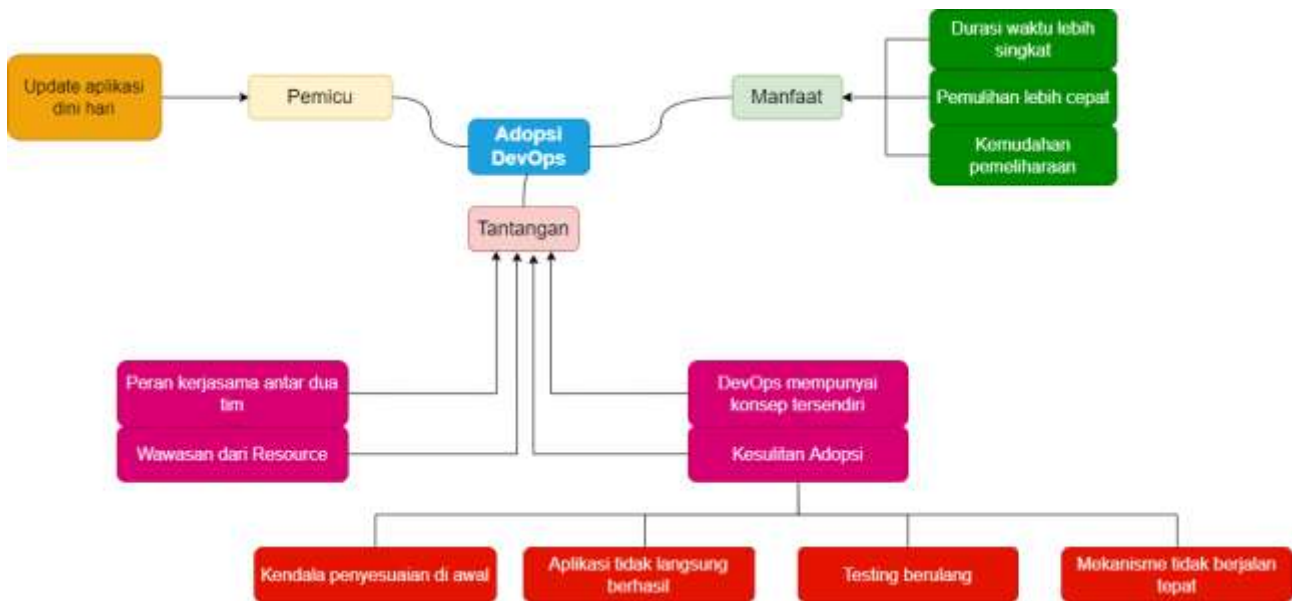 Durasi waktu lebih
singkat
Update aplikasi
dini hari
Pemicu
Manfaat
Pemulihan lebih cepat
Adopsi
DevOps
Kemudahan
pemeliharaan
Tantangan
Peran kerjasama antar dua
tim
DevOps mempunyai
konsep tersendiri
Wawasan dari Resource
Kesulitan Adopsi
Kendala penyesuaian di awal
Aplikasi tidak langsung
berhasil
Testing berulang
Mekanisme tidak berjalan
tepat